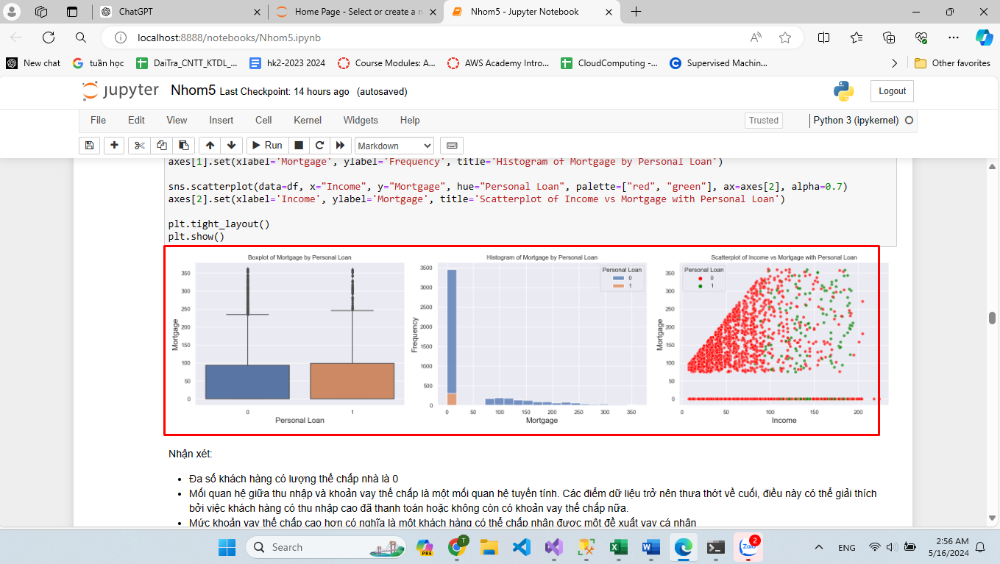 ChatGPT
Home Page - Select or create a n
Nhom5 - Jupyter Notebook
localhost:8888/notebooks/Nhom5.ipynb
New chat
tuần học
DaiTra_CNTT_KTDL_...
hk2-2023 2024
Course Modules: A...
AWS Academy Intro...
CloudComputing -...
Supervised Machin...
Other favorites
jupyter Nhom5 Last Checkpoint: 14 hours ago (autosaved)
Logout
File Edit View Insert Cell Kernel Widgets Help
Trusted
Python 3 (ipykernel)
Run
Markdown
axes[1].set(xlabel='Mortgage', ylabel='Frequency', title='Histogram of Mortgage by Personal Loan')
sns.scatterplot(data=df, x="Income", y="Mortgage", hue="Personal Loan", palette=["red", "green"], ax=axes[2], alpha=0.7)
axes[2].set(xlabel='Income', ylabel='Mortgage', title='Scatterplot of Income vs Mortgage with Personal Loan')
plt.tight_layout()
plt.show()
Boxplot of Mortgage by Personal Loan
Mortgage
350
300
250
200
150
100
50
0
0 1
Personal Loan
Histogram of Mortgage by Personal Loan
Frequency
3500
3000
2500
2000
1500
1000
500
0
Personal Loan
0
1
0 50 100 150 200 250 300 350
Mortgage
Scatterplot of Income vs Mortgage with Personal Loan
Mortgage
350
300
250
200
150
100
50
0
Personal Loan
0
1
0 50 100 150 200
Income
Nhận xét:
Đa số khách hàng có lượng thế chấp nhà là 0
Mối quan hệ giữa thu nhập và khoản vay thế chấp là một mối quan hệ tuyến tính. Các điểm dữ liệu trở nên thưa thớt về cuối, điều này có thể giải thích
bởi việc khách hàng có thu nhập cao đã thanh toán hoặc không còn có khoản vay thế chấp nữa.
Mức khoản vay thế chấp cao hơn có nghĩa là một khách hàng có thể chấp nhận được một đề xuất vay cá nhân
Search
PRE
T
Zalo
2
ENG
2:56 AM
5/16/2024